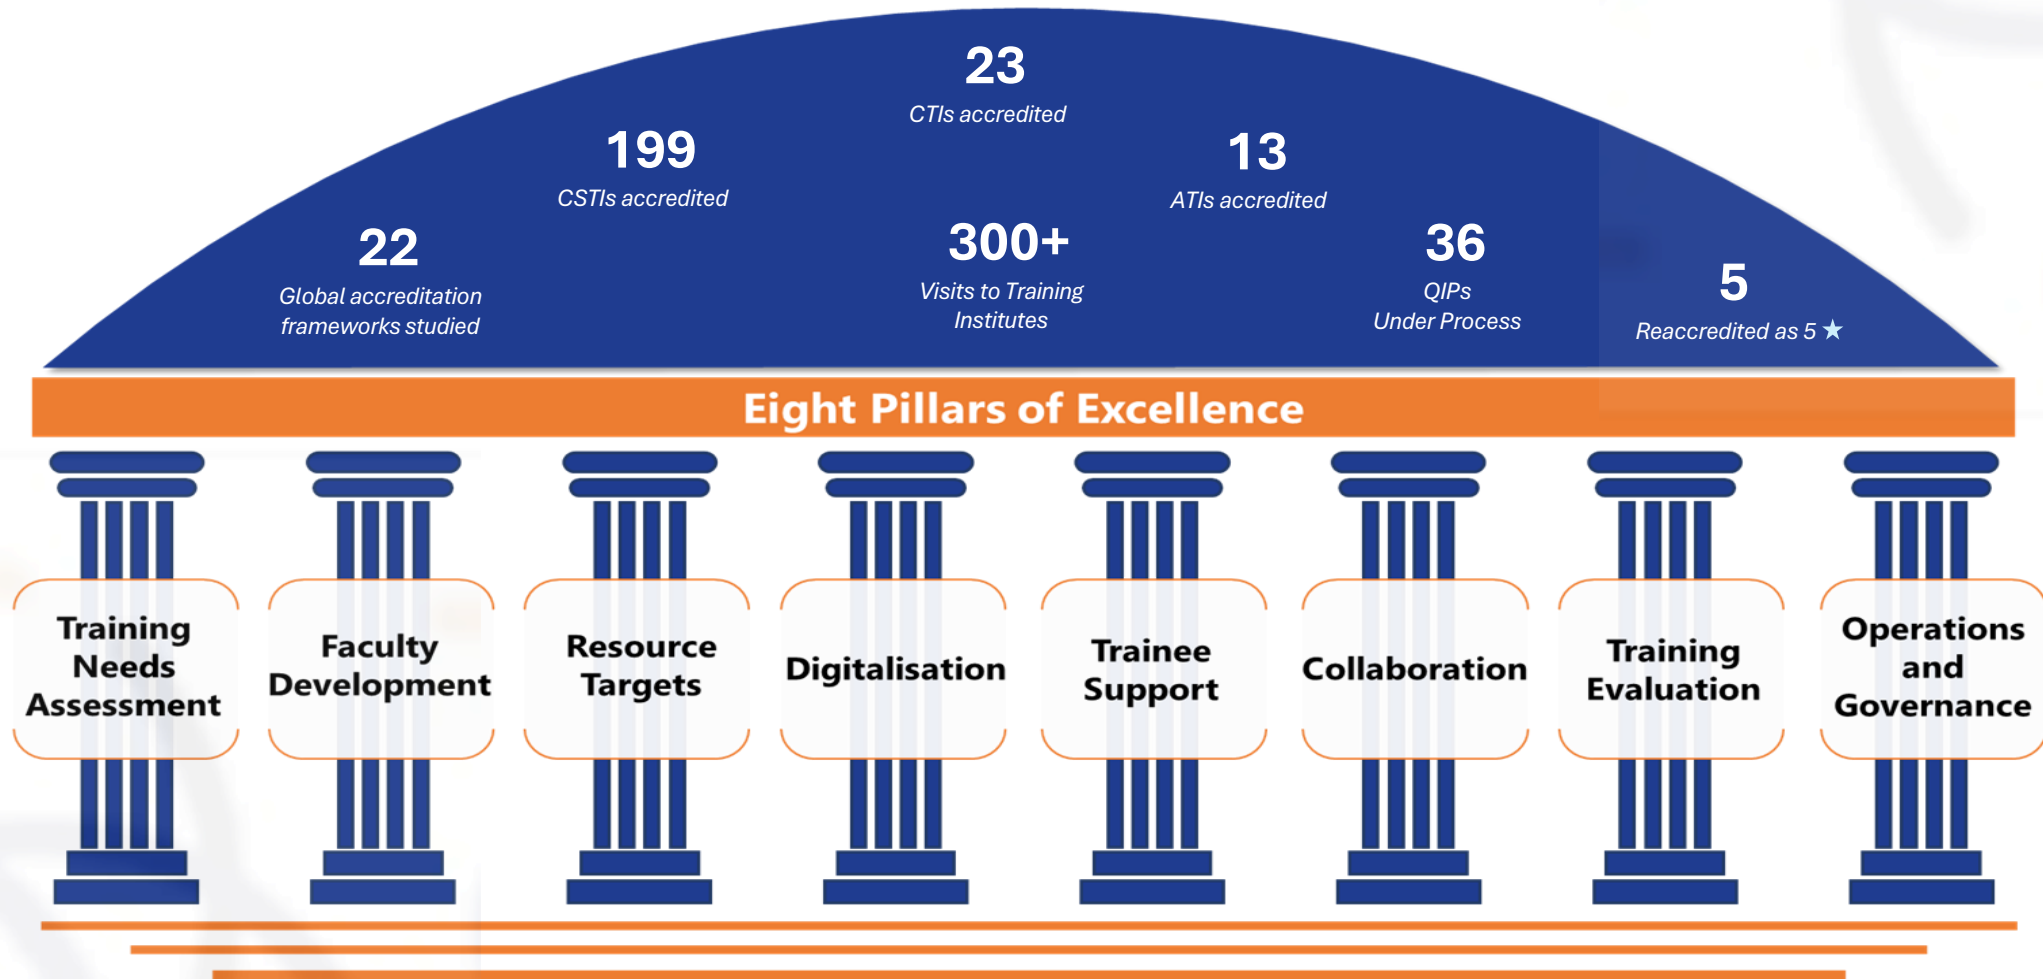 23
CTIs accredited
199
CSTIs accredited
13
ATIs accredited
22
Global accreditation
frameworks studied
300+
Visits to Training
Institutes
36
QIPs
Under Process
5
Reaccredited as 5 ★
Eight Pillars of Excellence
Training
Needs
Assessment
Faculty
Development
Resource
Targets
Digitalisation
Trainee
Support
Collaboration
Training
Evaluation
Operations
and
Governance